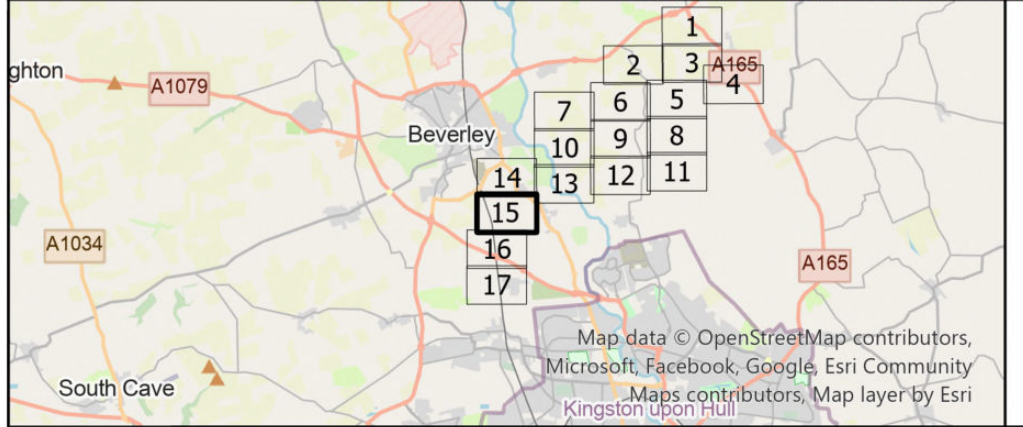 1
2
3
A165
4
ghton
A1079
7
6
5
Beverley
10
9
8
14
13
12
11
15
A1034
16
A165
17
Map data © OpenStreetMap contributors,
Microsoft, Facebook, Google, Esri Community
Maps contributors, Map layer by Esri
South Cave
Kingston upon Hull